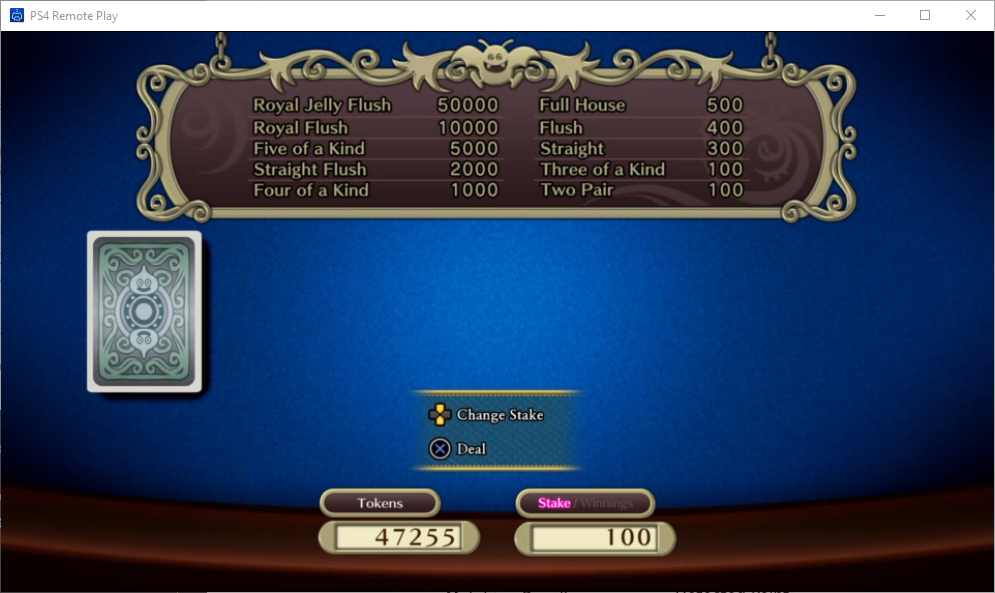 PS4 Remote Play
Royal Jelly Flush 50000 Full House 500
Royal Flush 10000 Flush 400
Five of a Kind 5000 Straight 300
Straight Flush 2000 Three of a Kind 100
Four of a Kind 1000 Two Pair 100
Change Stake
Deal
Tokens Stake / Winnings
47255 100